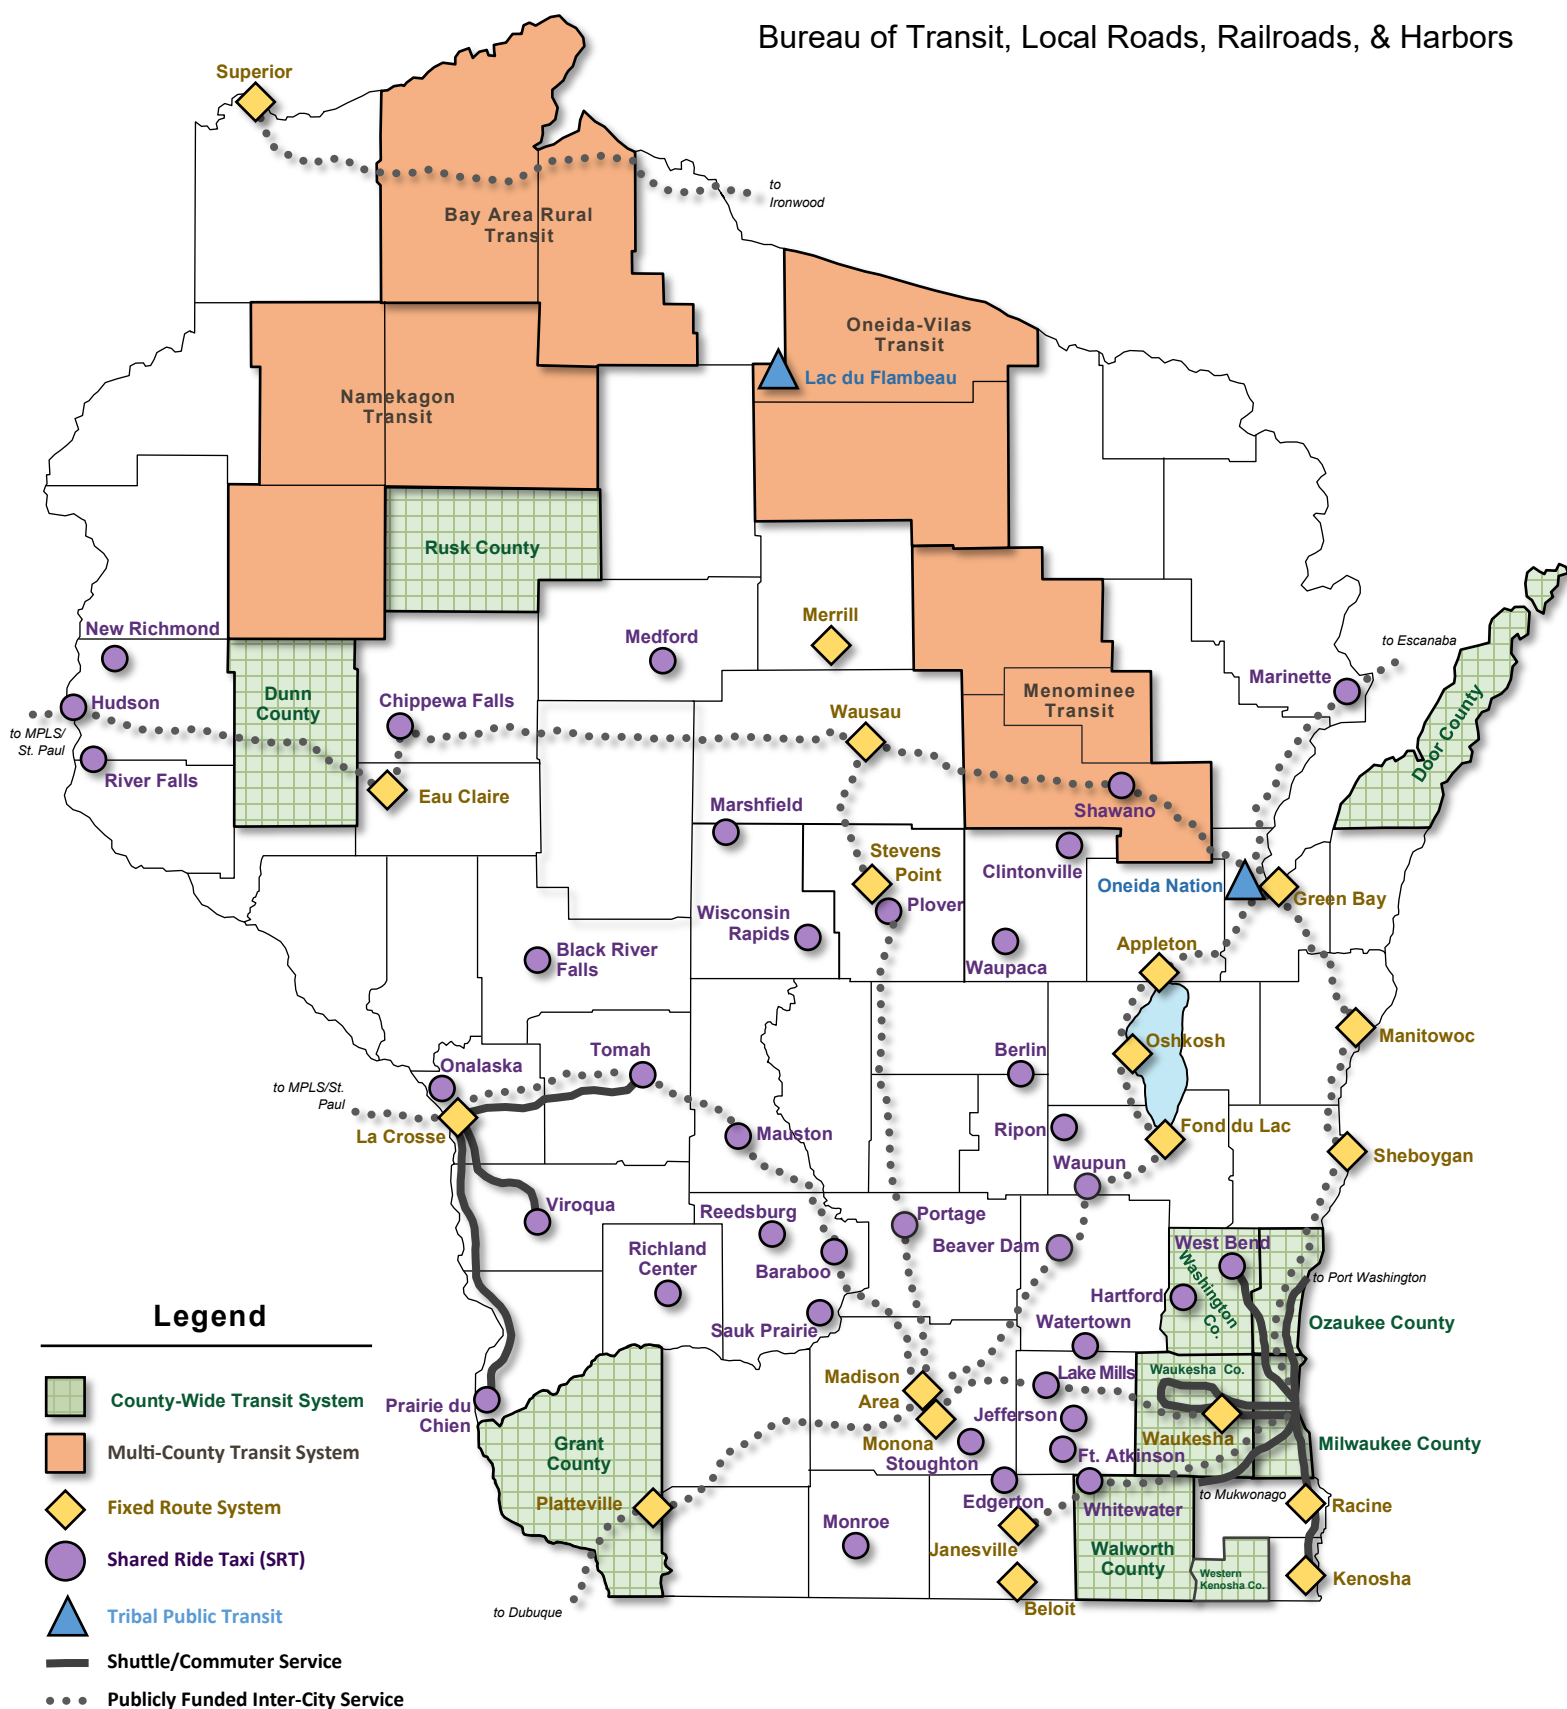 Bureau of Transit, Local Roads, Railroads, & Harbors
Superior
to
Ironwood
Bay Area Rural
Transit
Oneida-Vilas
Transit
Lac du Flambeau
Namekagon
Transit
Rusk County
New Richmond
Medford
Merrill
to Escanaba
Marinette
Hudson
Dunn
County
Chippewa Falls
Menominee
Transit
Wausau
to MPLS/
St. Paul
Door County
River Falls
Eau Claire
Marshfield
Shawano
Stevens
Point
Clintonville
Oneida Nation
Green Bay
Plover
Wisconsin
Rapids
Black River
Falls
Waupaca
Appleton
Manitowoc
Oshkosh
Tomah
Berlin
Onalaska
to MPLS/St.
Paul
La Crosse
Mauston
Ripon
Fond du Lac
Sheboygan
Waupun
Viroqua
Reedsburg
Portage
Richland
Center
Baraboo
Beaver Dam
West Bend
Washington
Co.
to Port Washington
Hartford
Ozaukee County
Sauk Prairie
Watertown
Legend
Madison
Area
Lake Mills
Waukesha Co.
County-Wide Transit System
Prairie du
Chien
Jefferson
Monona
Waukesha
Milwaukee County
Grant
County
Multi-County Transit System
Stoughton
Ft. Atkinson
to Mukwonago
Fixed Route System
Platteville
Edgerton
Whitewater
Racine
Shared Ride Taxi (SRT)
Monroe
Janesville
Walworth
County
Western
Kenosha Co.
Kenosha
Tribal Public Transit
to Dubuque
Beloit
Shuttle/Commuter Service
Publicly Funded Inter-City Service